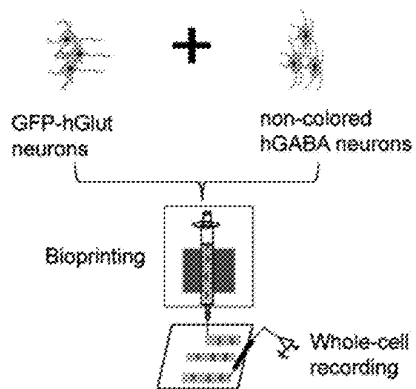 GFP-hGlut
neurons
non-colored
hGABA neurons
Bioprinting
Whole-cell
recording